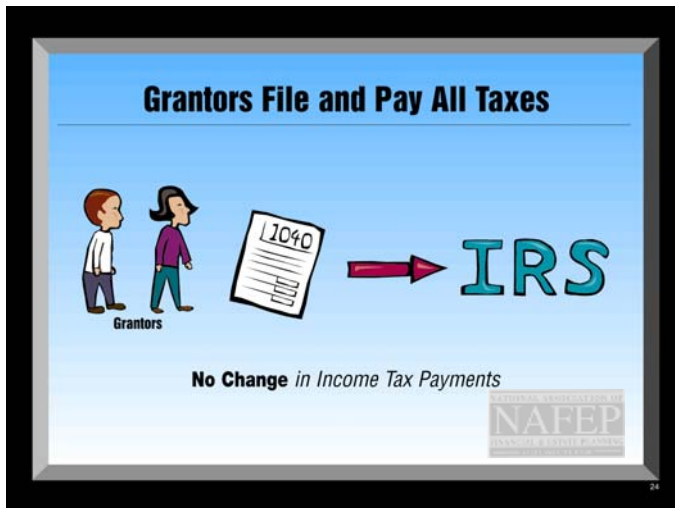 Grantors File and Pay All Taxes
1040
IRS
Grantors
No Change in Income Tax Payments
NATIONAL ASSOCIATION OF
NAFEP
FINANCIAL & ESTATE PLANNING
24